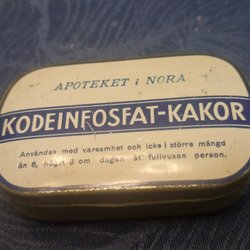 APOTEKET i NORA
KODEINFOSFAT-KAKOR
Användes med varsamhet och icke i större mängd
än 6, högst 8 om dagen åt fullvuxen person.